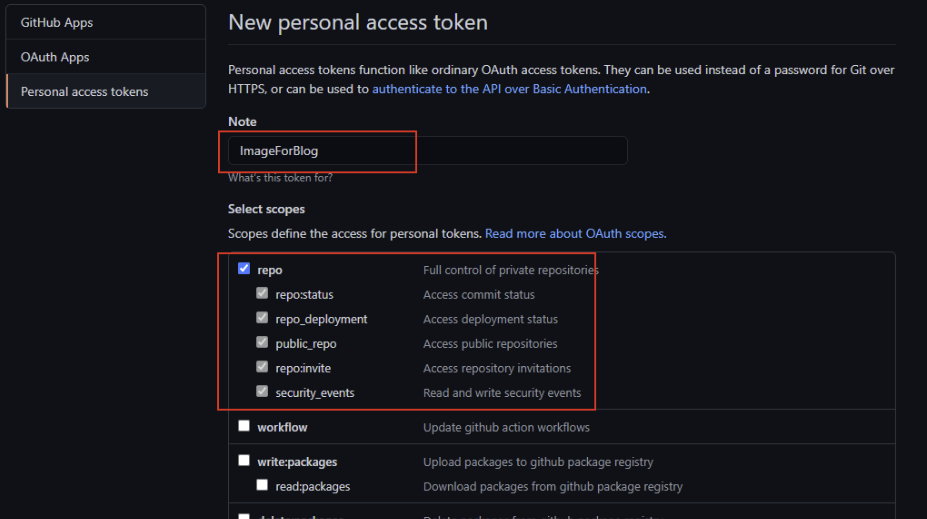 GitHub Apps
OAuth Apps
Personal access tokens
New personal access token
Personal access tokens function like ordinary OAuth access tokens. They can be used instead of a password for Git over
HTTPS, or can be used to authenticate to the API over Basic Authentication.
Note
ImageForBlog
What's this token for?
Select scopes
Scopes define the access for personal tokens. Read more about OAuth scopes.
repo Full control of private repositories
repo:status Access commit status
repo_deployment Access deployment status
public_repo Access public repositories
repo:invite Access repository invitations
security_events Read and write security events
workflow Update github action workflows
write:packages Upload packages to github package registry
read:packages Download packages from github package registry